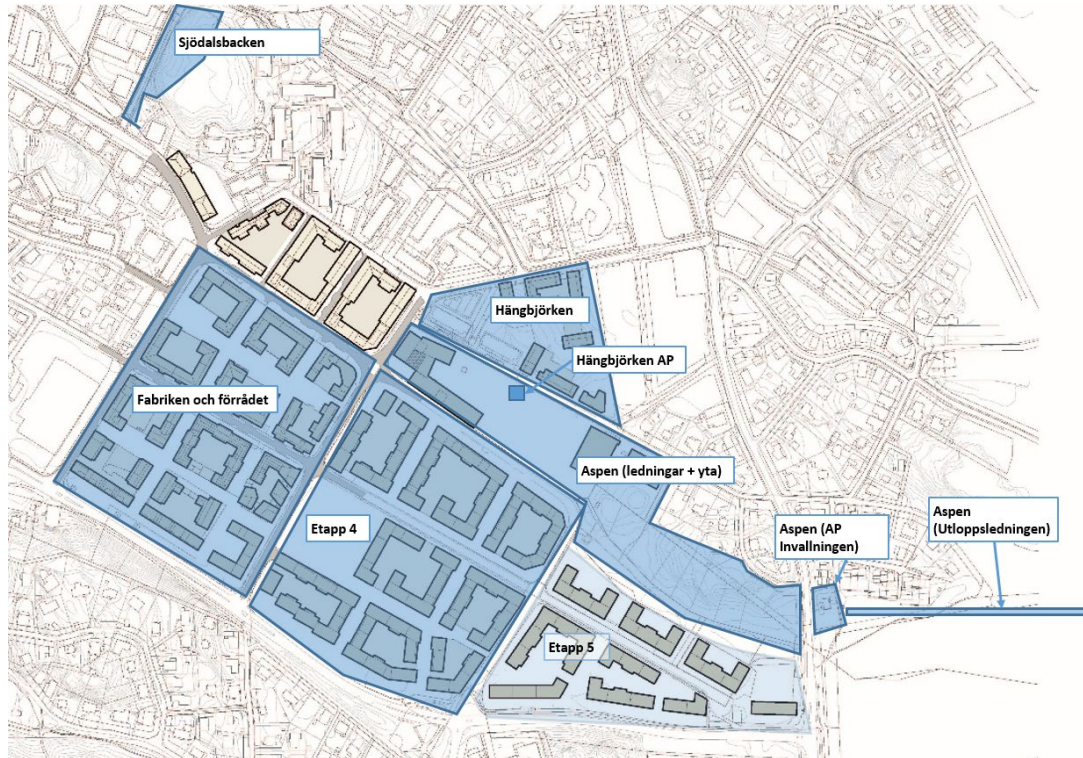 Sjödalsbacken
Hängbjörken
Hängbjörken AP
Fabriken och förrådet
Aspen (ledningar + yta)
Aspen
(Utloppsledningen)
Aspen (AP
Invallningen)
Etapp 4
Etapp 5